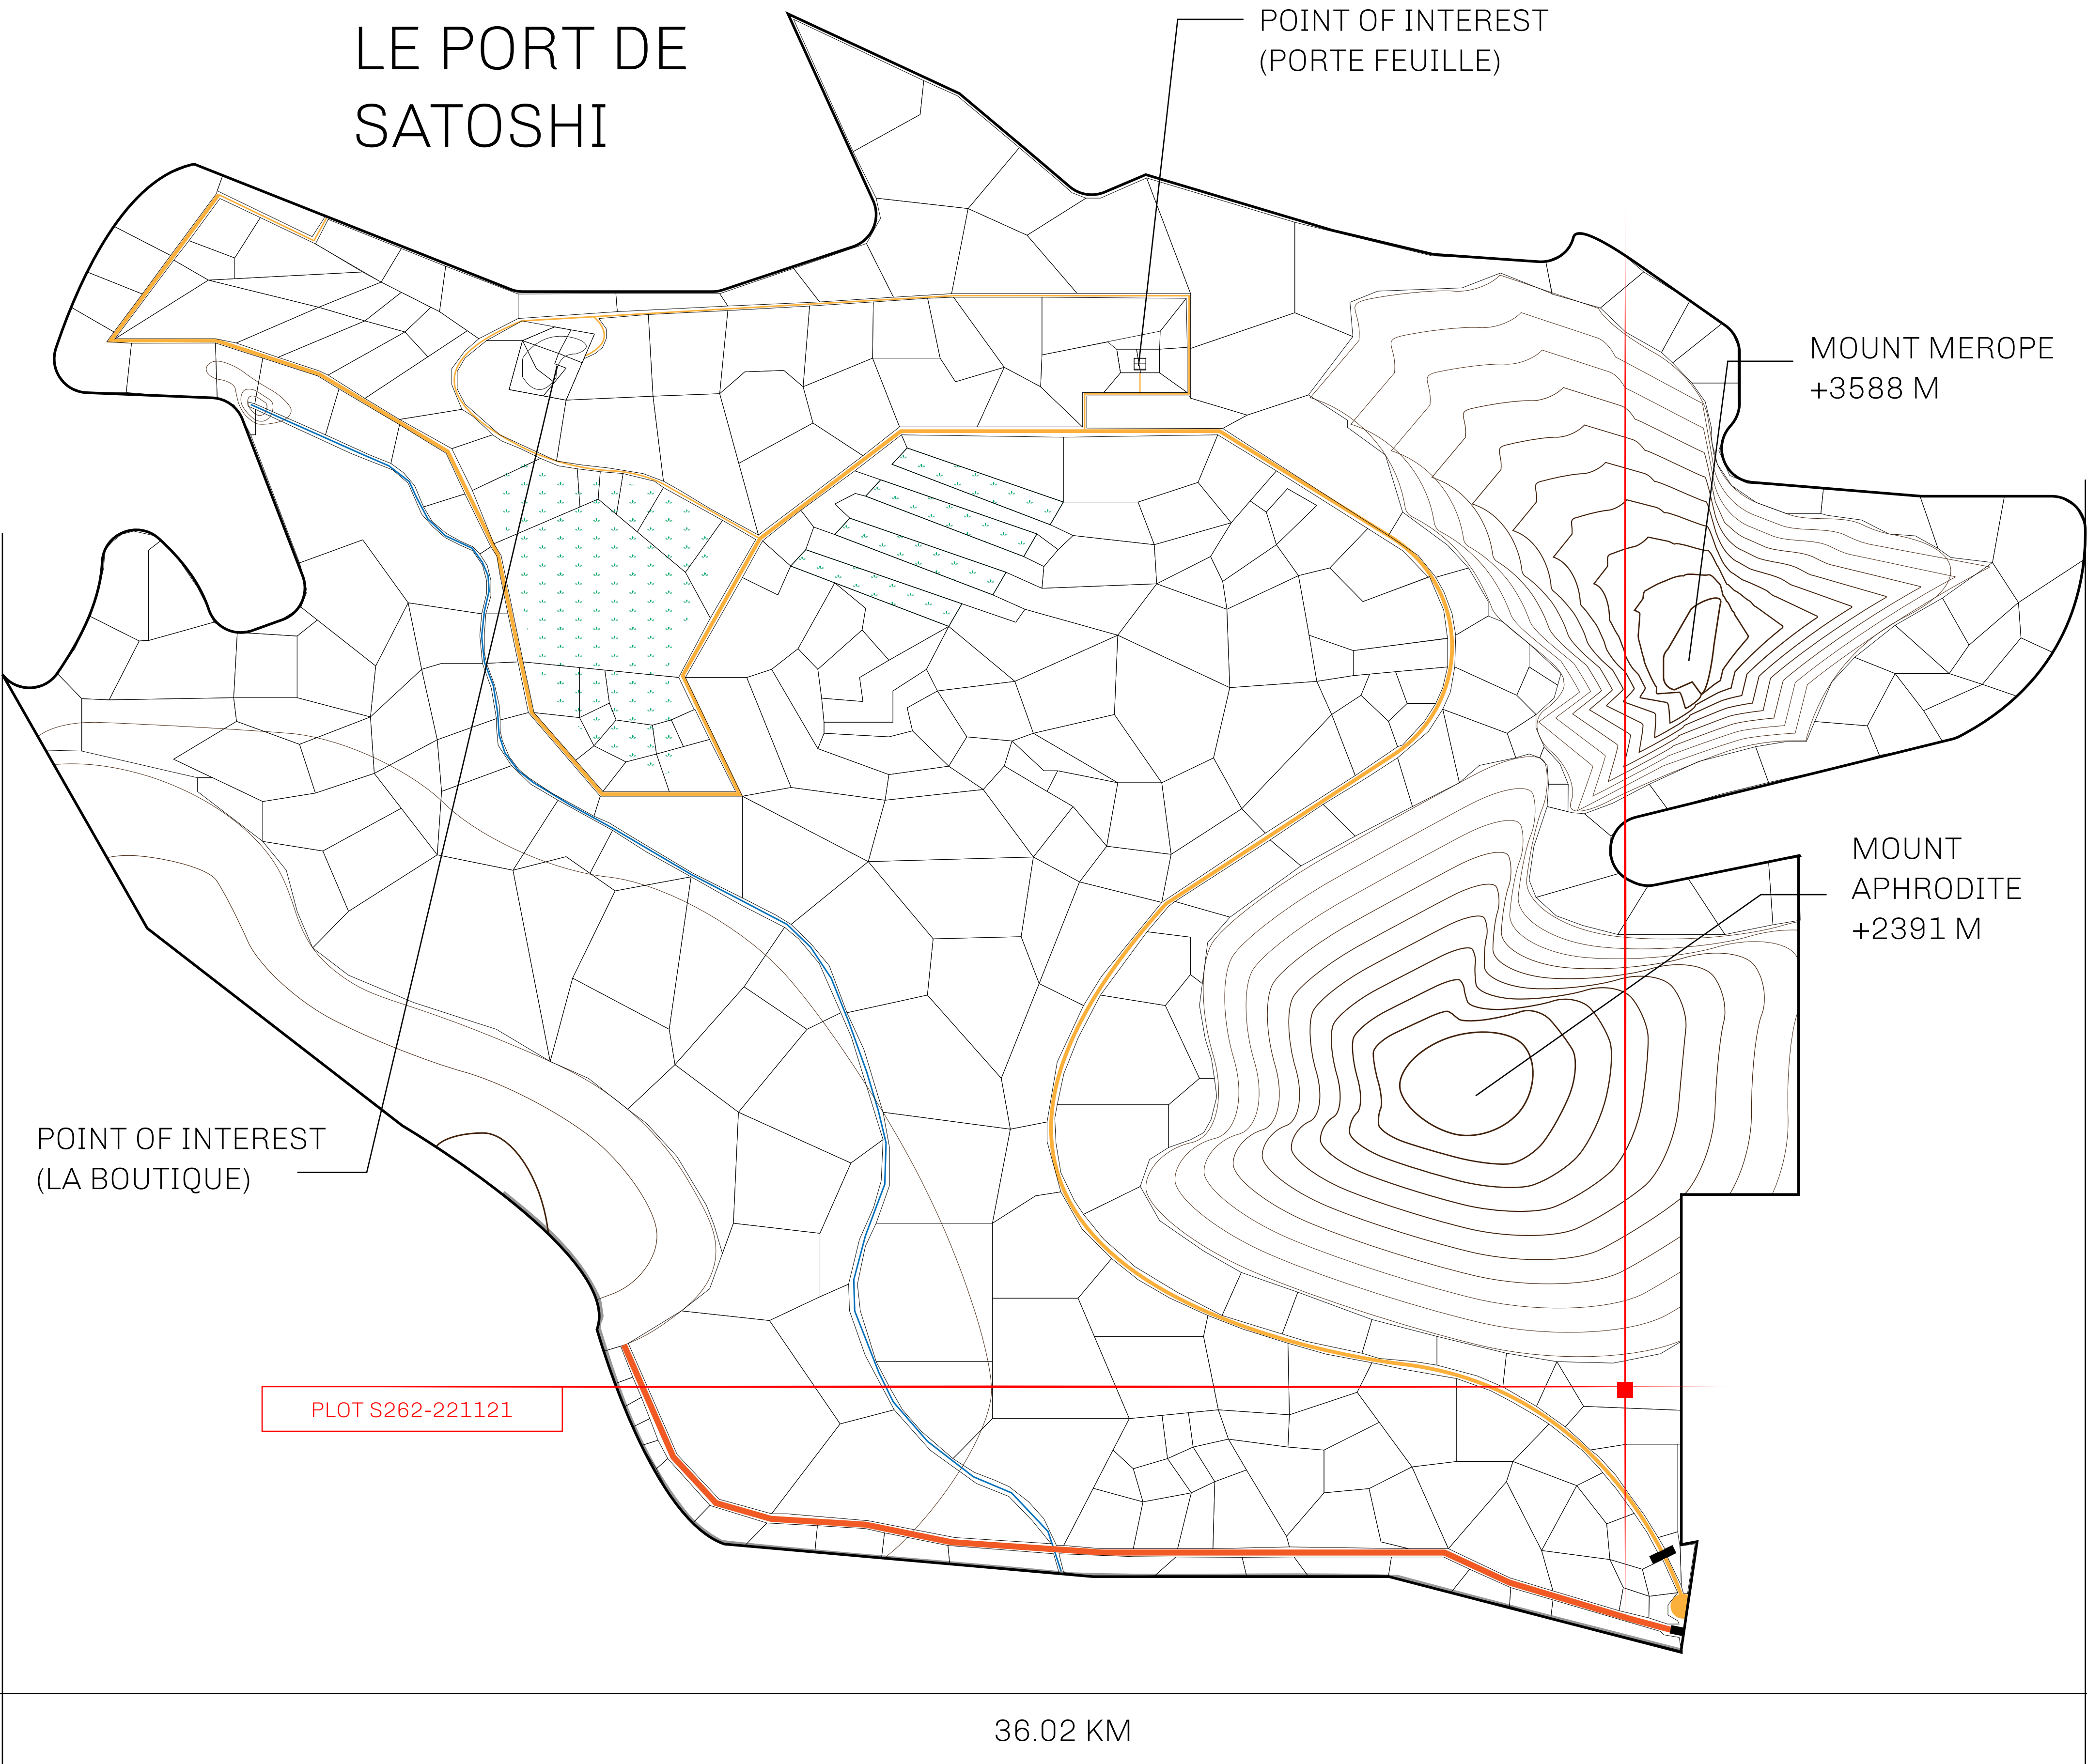 LE PORT DE
SATOSHI
POINT OF INTEREST
(PORTE FEUILLE)
MOUNT MEROPE
+3588 M
MOUNT
APHRODITE
+2391 M
POINT OF INTEREST
(LA BOUTIQUE)
PLOT S262-221121
36.02 KM